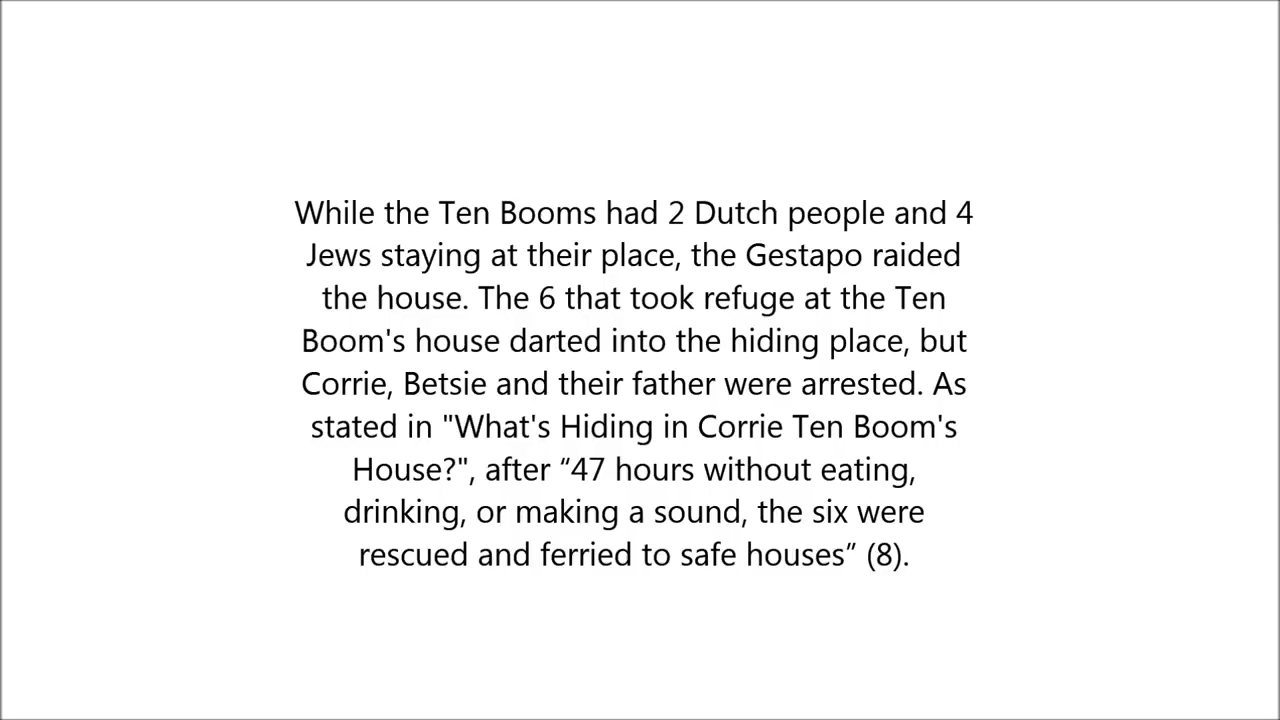 While the Ten Booms had 2 Dutch people and 4
Jews staying at their place, the Gestapo raided
the house. The 6 that took refuge at the Ten
Boom's house darted into the hiding place, but
Corrie, Betsie and their father were arrested. As
stated in "What's Hiding in Corrie Ten Boom's
House?", after “47 hours without eating,
drinking, or making a sound, the six were
rescued and ferried to safe houses” (8).